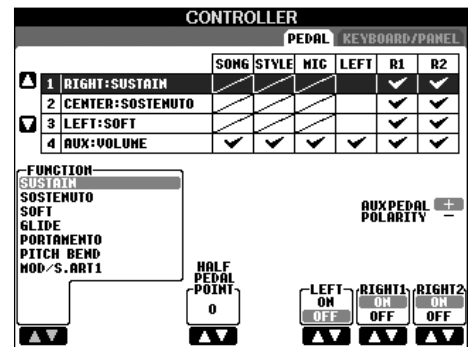 CONTROLLER
PEDAL KEYBOARD/PANEL
SONG STYLE MIC LEFT R1 R2
1 RIGHT:SUSTAIN
2 CENTER:SOSTENUTO
3 LEFT:SOFT
4 AUX:VOLUME
FUNCTION
SUSTAIN
SOSTENUTO
SOFT
GLIDE
PORTAMENTO
PITCH BEND
MOD/S.ART1
AUX PEDAL +
POLARITY −
HALF
PEDAL
POINT
0
LEFT RIGHT1 RIGHT2
ON ON ON
OFF OFF OFF